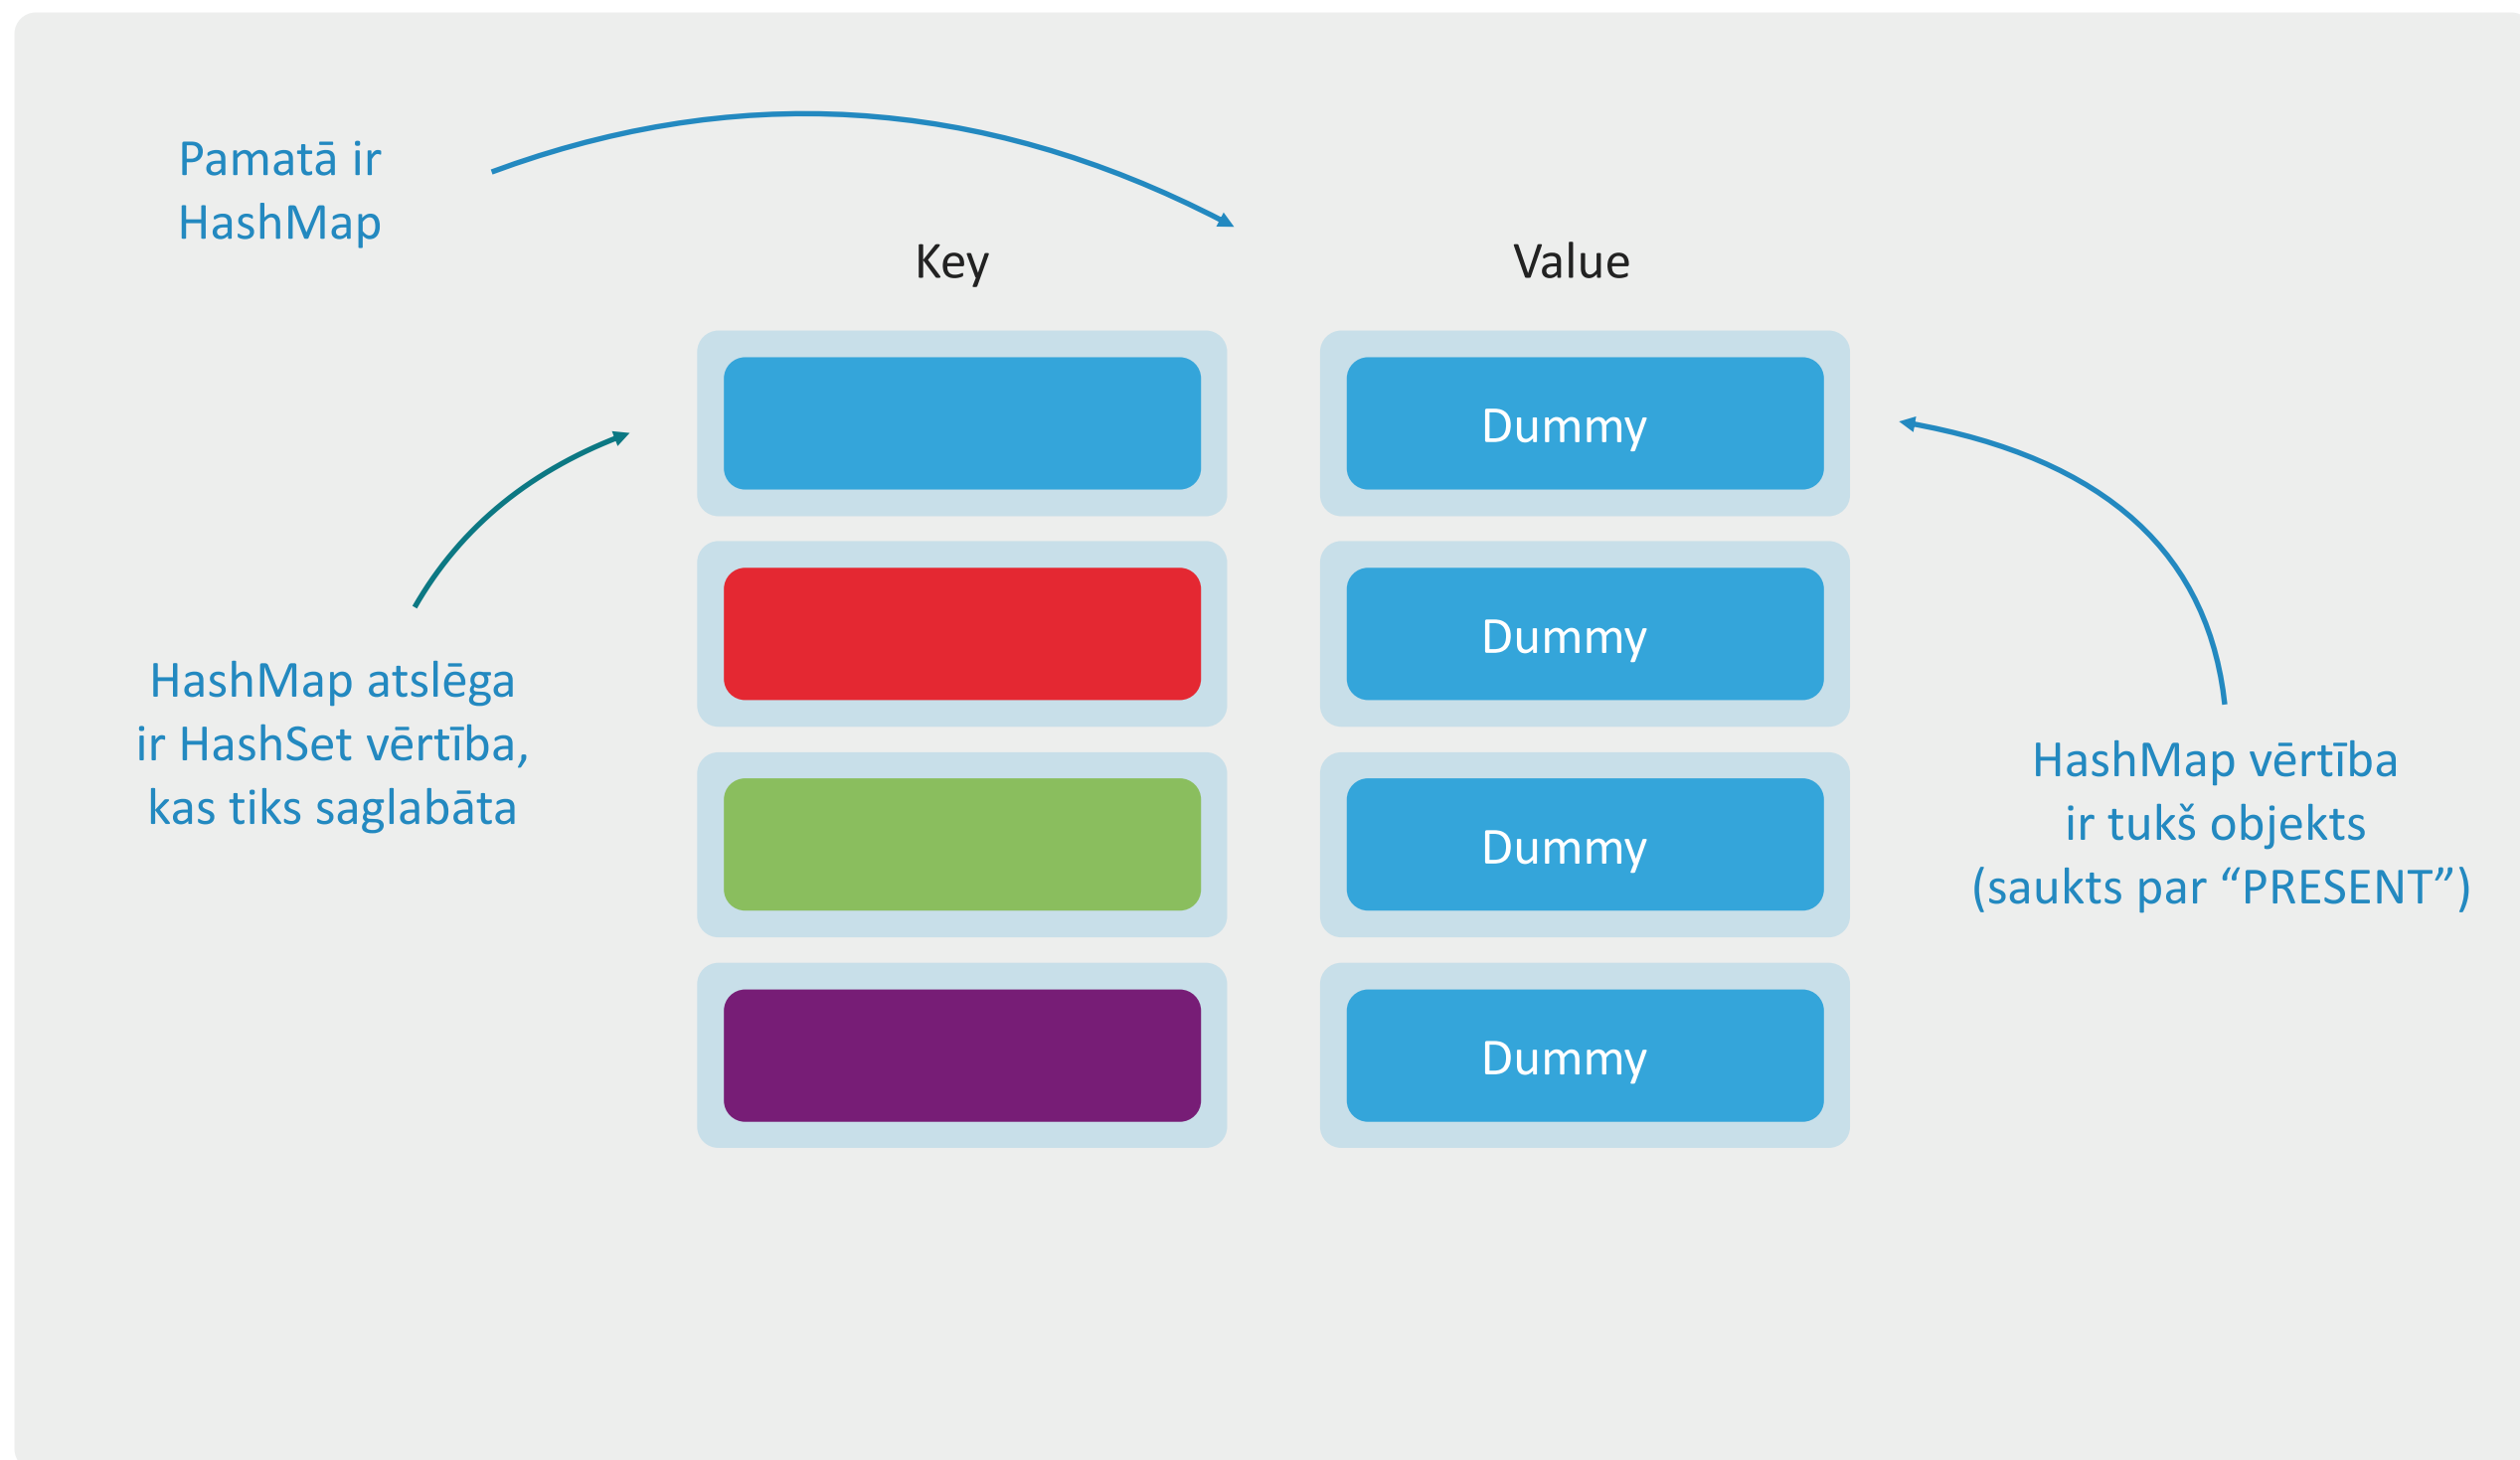 Pamatā ir
HashMap
Key
Value
Dummy
Dummy
Dummy
Dummy
HashMap atslēga
ir HashSet vērtība,
kas tiks saglabāta
HashMap vērtība
ir tukš objekts
(saukts par “PRESENT”)